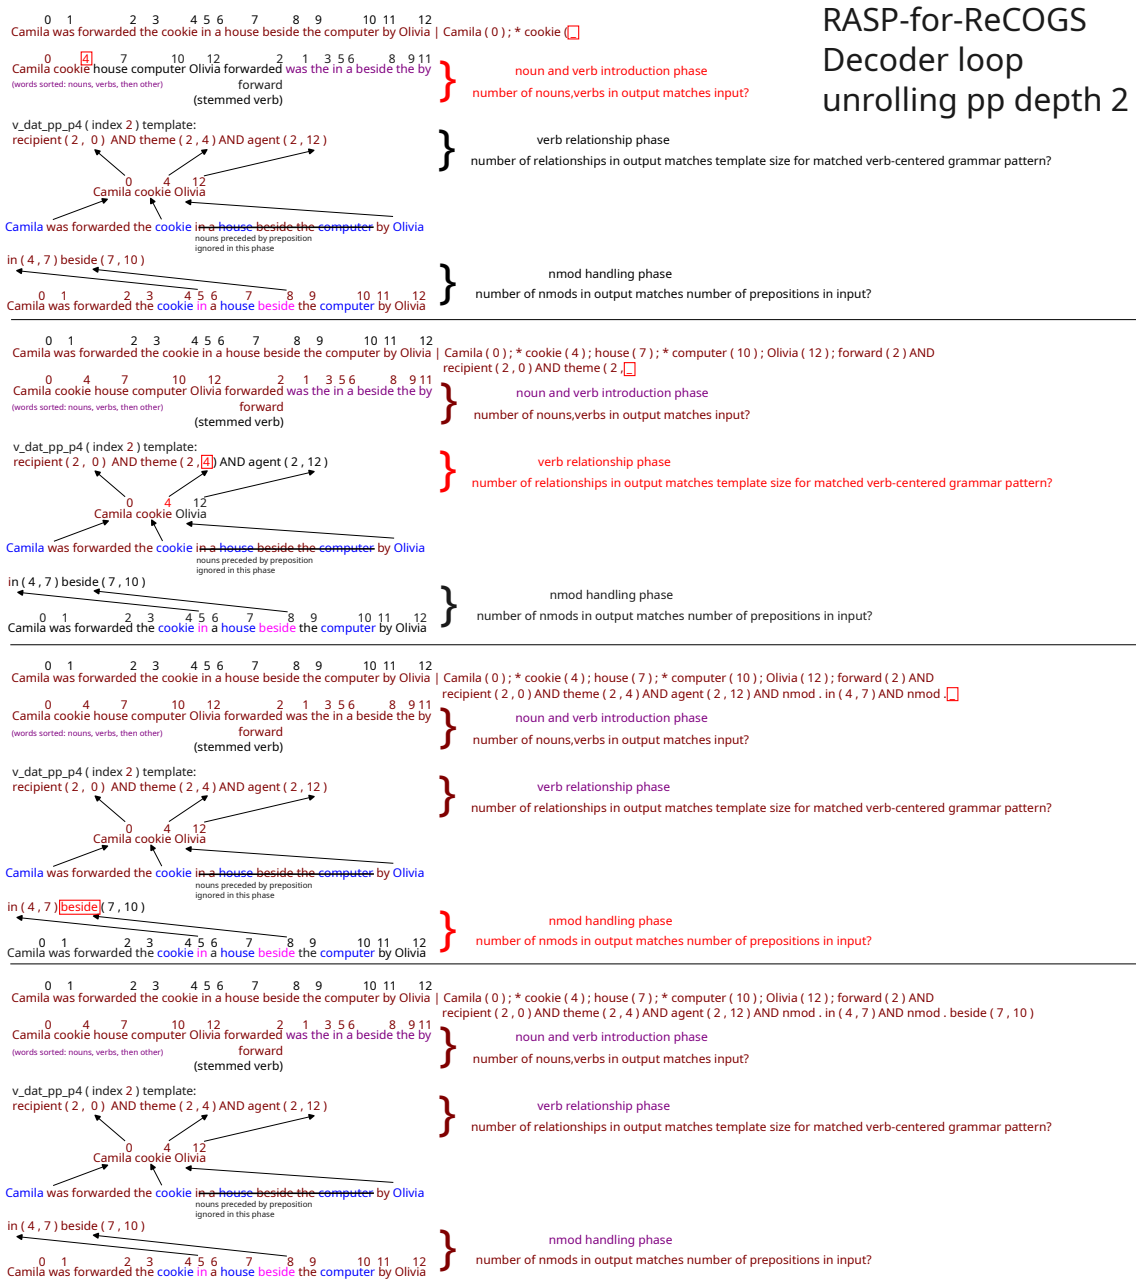 RASP-for-ReCOGS
Decoder loop
unrolling pp depth 2
0 1 2 3 4 5 6 7 8 9 10 11 12
Camila was forwarded the cookie in a house beside the computer by Olivia | Camila ( 0 ) ; * cookie (_
0 4 7 10 12 2 1 3 5 6 8 9 11
Camila cookie house computer Olivia forwarded was the in a beside the by
(words sorted: nouns, verbs, then other)
forward
(stemmed verb)
} noun and verb introduction phase
number of nouns,verbs in output matches input?
v_dat_pp_p4 ( index 2 ) template:
recipient ( 2 , 0 ) AND theme ( 2 , 4 ) AND agent ( 2 , 12 )
} verb relationship phase
number of relationships in output matches template size for matched verb-centered grammar pattern?
0 4 12
Camila cookie Olivia
Camila was forwarded the cookie in a house beside the computer by Olivia
nouns preceded by preposition
ignored in this phase
in ( 4 , 7 ) beside ( 7 , 10 )
} nmod handling phase
number of nmods in output matches number of prepositions in input?
0 1 2 3 4 5 6 7 8 9 10 11 12
Camila was forwarded the cookie in a house beside the computer by Olivia
0 1 2 3 4 5 6 7 8 9 10 11 12
Camila was forwarded the cookie in a house beside the computer by Olivia | Camila ( 0 ) ; * cookie ( 4 ) ; house ( 7 ) ; * computer ( 10 ) ; Olivia ( 12 ) ; forward ( 2 ) AND
recipient ( 2 , 0 ) AND theme ( 2 ,_
0 4 7 10 12 2 1 3 5 6 8 9 11
Camila cookie house computer Olivia forwarded was the in a beside the by
(words sorted: nouns, verbs, then other)
forward
(stemmed verb)
} noun and verb introduction phase
number of nouns,verbs in output matches input?
v_dat_pp_p4 ( index 2 ) template:
recipient ( 2 , 0 ) AND theme ( 2 , 4 ) AND agent ( 2 , 12 )
} verb relationship phase
number of relationships in output matches template size for matched verb-centered grammar pattern?
0 4 12
Camila cookie Olivia
Camila was forwarded the cookie in a house beside the computer by Olivia
nouns preceded by preposition
ignored in this phase
in ( 4 , 7 ) beside ( 7 , 10 )
} nmod handling phase
number of nmods in output matches number of prepositions in input?
0 1 2 3 4 5 6 7 8 9 10 11 12
Camila was forwarded the cookie in a house beside the computer by Olivia
0 1 2 3 4 5 6 7 8 9 10 11 12
Camila was forwarded the cookie in a house beside the computer by Olivia | Camila ( 0 ) ; * cookie ( 4 ) ; house ( 7 ) ; * computer ( 10 ) ; Olivia ( 12 ) ; forward ( 2 ) AND
recipient ( 2 , 0 ) AND theme ( 2 , 4 ) AND agent ( 2 , 12 ) AND nmod . in ( 4 , 7 ) AND nmod ._
0 4 7 10 12 2 1 3 5 6 8 9 11
Camila cookie house computer Olivia forwarded was the in a beside the by
(words sorted: nouns, verbs, then other)
forward
(stemmed verb)
} noun and verb introduction phase
number of nouns,verbs in output matches input?
v_dat_pp_p4 ( index 2 ) template:
recipient ( 2 , 0 ) AND theme ( 2 , 4 ) AND agent ( 2 , 12 )
} verb relationship phase
number of relationships in output matches template size for matched verb-centered grammar pattern?
0 4 12
Camila cookie Olivia
Camila was forwarded the cookie in a house beside the computer by Olivia
nouns preceded by preposition
ignored in this phase
in ( 4 , 7 ) beside ( 7 , 10 )
} nmod handling phase
number of nmods in output matches number of prepositions in input?
0 1 2 3 4 5 6 7 8 9 10 11 12
Camila was forwarded the cookie in a house beside the computer by Olivia
0 1 2 3 4 5 6 7 8 9 10 11 12
Camila was forwarded the cookie in a house beside the computer by Olivia | Camila ( 0 ) ; * cookie ( 4 ) ; house ( 7 ) ; * computer ( 10 ) ; Olivia ( 12 ) ; forward ( 2 ) AND
recipient ( 2 , 0 ) AND theme ( 2 , 4 ) AND agent ( 2 , 12 ) AND nmod . in ( 4 , 7 ) AND nmod . beside ( 7 , 10 )
0 4 7 10 12 2 1 3 5 6 8 9 11
Camila cookie house computer Olivia forwarded was the in a beside the by
(words sorted: nouns, verbs, then other)
forward
(stemmed verb)
} noun and verb introduction phase
number of nouns,verbs in output matches input?
v_dat_pp_p4 ( index 2 ) template:
recipient ( 2 , 0 ) AND theme ( 2 , 4 ) AND agent ( 2 , 12 )
} verb relationship phase
number of relationships in output matches template size for matched verb-centered grammar pattern?
0 4 12
Camila cookie Olivia
Camila was forwarded the cookie in a house beside the computer by Olivia
nouns preceded by preposition
ignored in this phase
in ( 4 , 7 ) beside ( 7 , 10 )
} nmod handling phase
number of nmods in output matches number of prepositions in input?
0 1 2 3 4 5 6 7 8 9 10 11 12
Camila was forwarded the cookie in a house beside the computer by Olivia